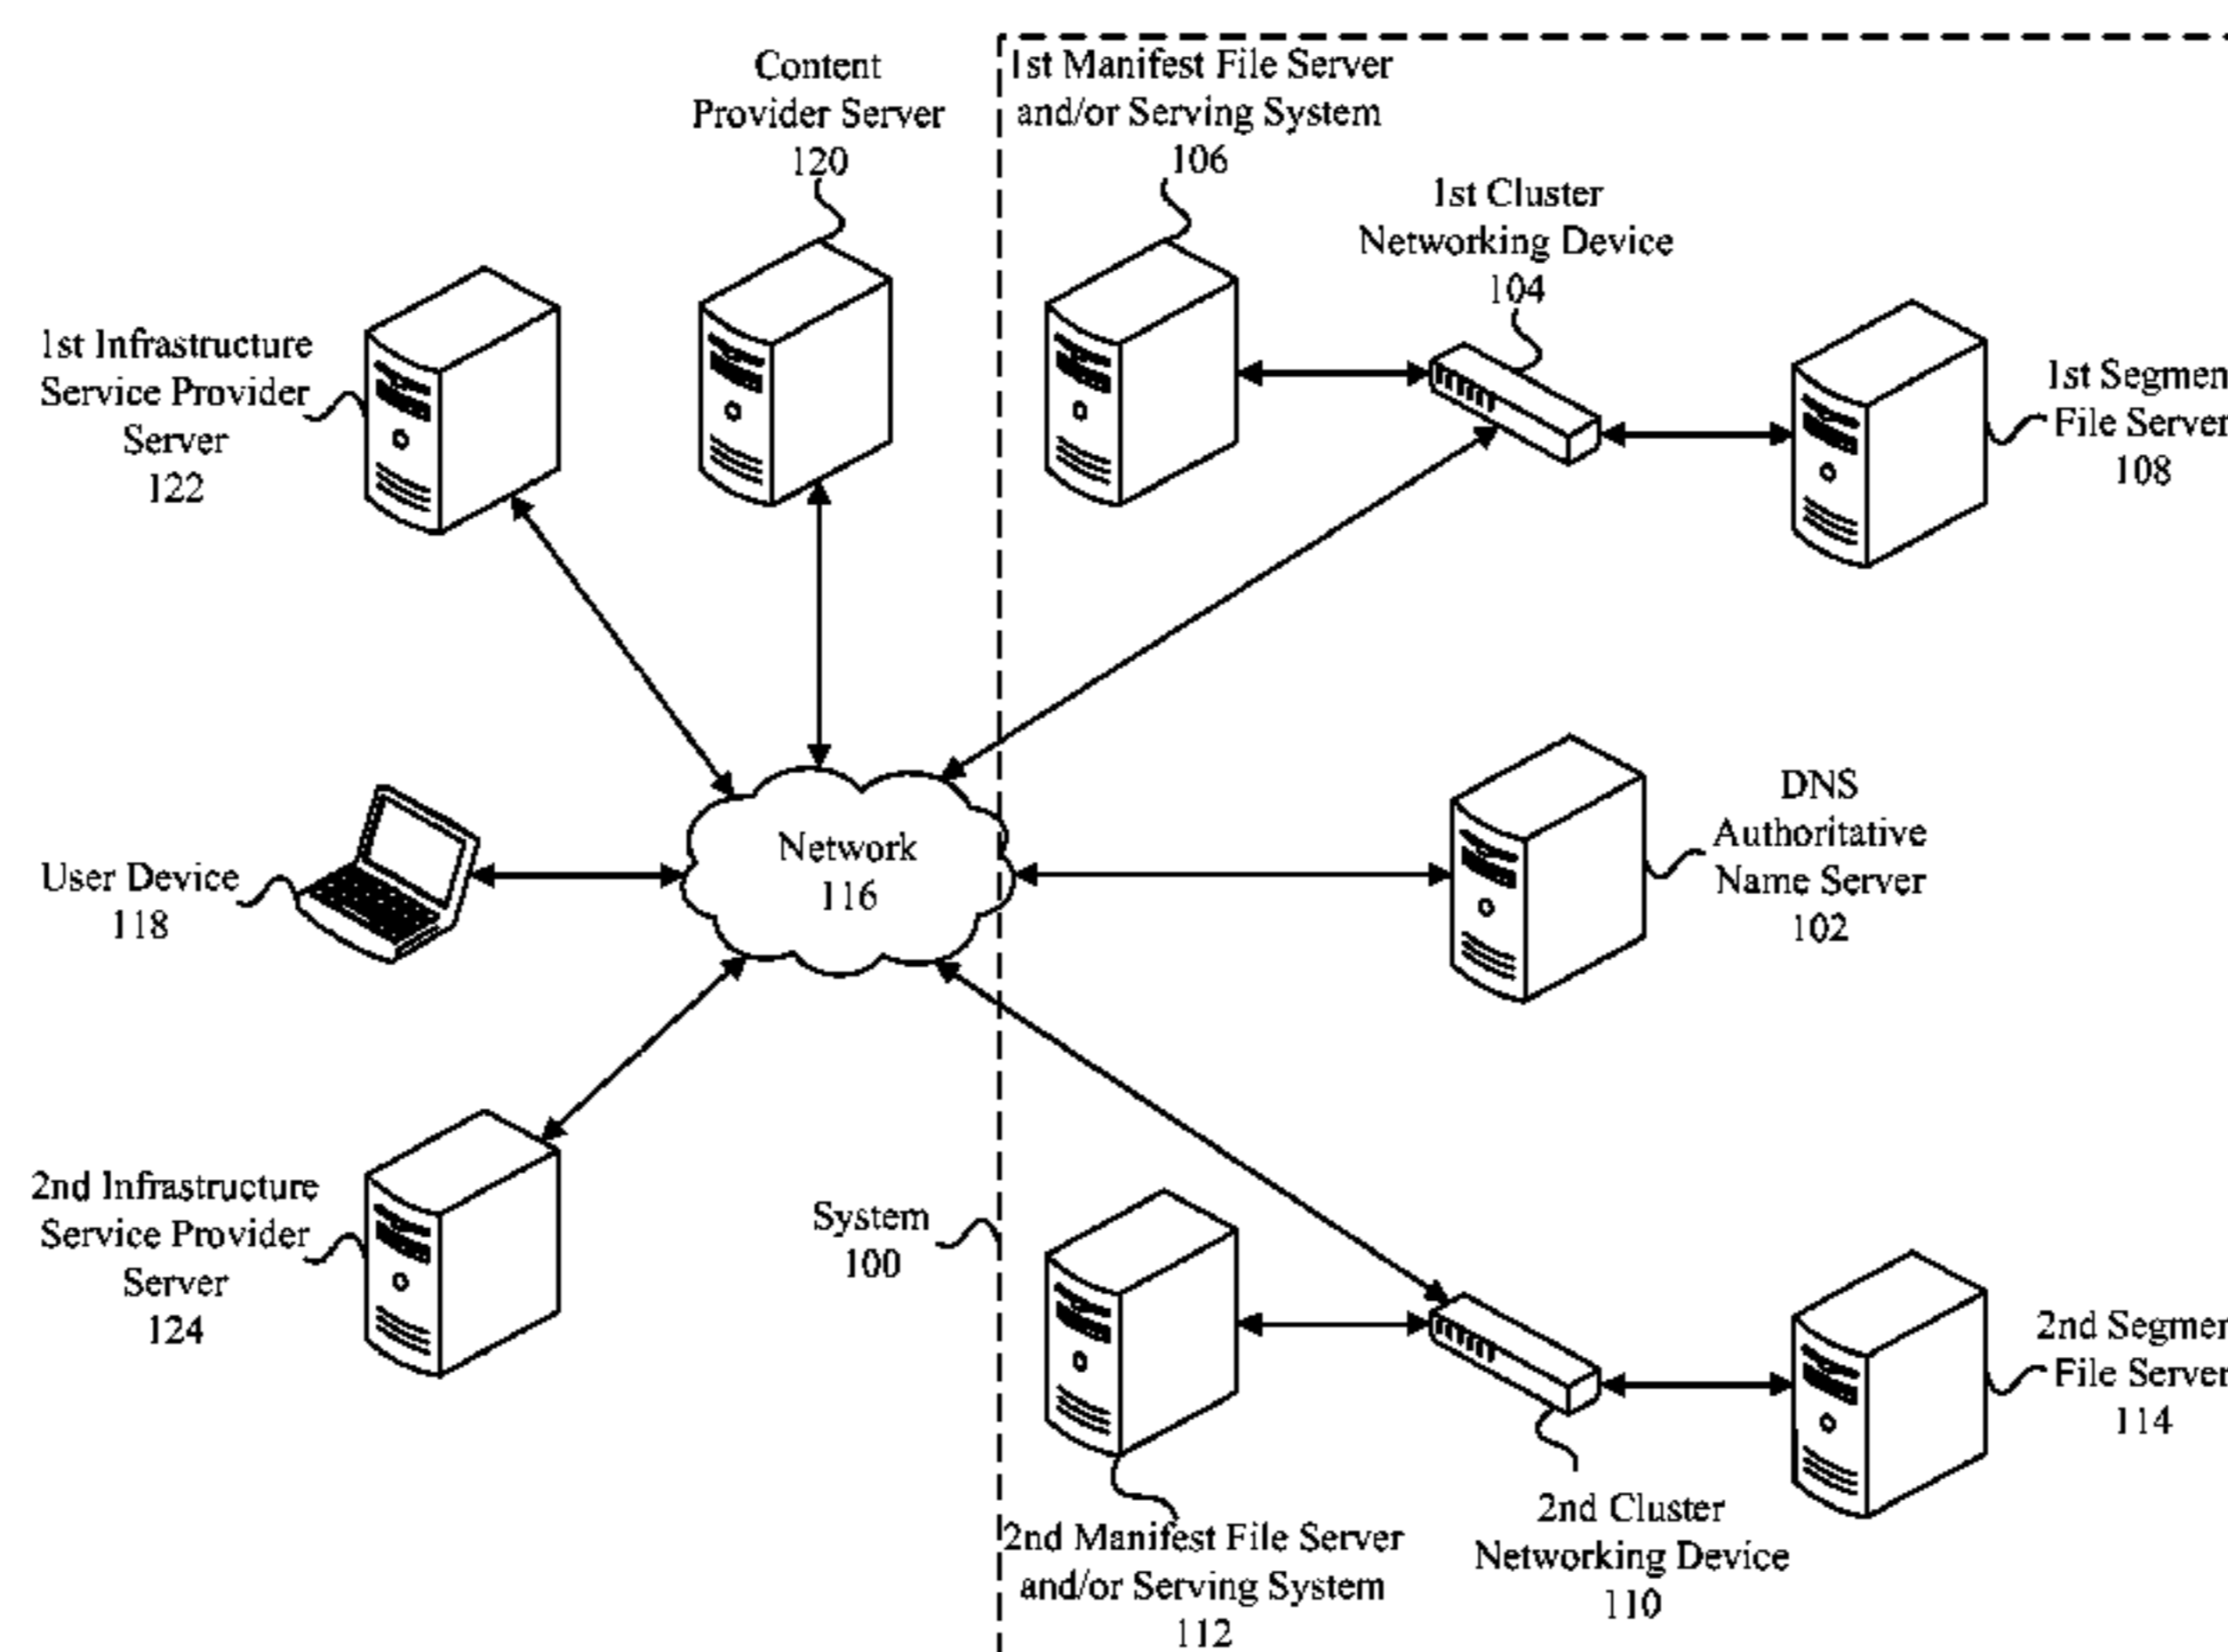 Content
Provider Server
120
1st Manifest File Server
and/or Serving System
106
1st Cluster
Networking Device
104
1st Infrastructure
Service Provider
Server
122
1st Segmen
File Server
108
DNS
Authoritative
Name Server
102
Network
116
User Device
118
2nd Infrastructure
Service Provider
Server
124
System
100
2nd Segmen
File Server
114
2nd Cluster
Networking Device
110
2nd Manifest File Server
and/or Serving System
112